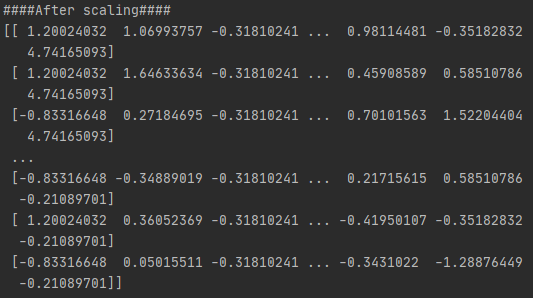 ####After scaling####
[[ 1.20024032  1.06993757 -0.31810241 ...  0.98114481 -0.35182832
   4.74165093]
 [ 1.20024032  1.64633634 -0.31810241 ...  0.45908589  0.58510786
   4.74165093]
 [-0.83316648  0.27184695 -0.31810241 ...  0.70101563  1.52204404
   4.74165093]
 ...
 [-0.83316648 -0.34889019 -0.31810241 ...  0.21715615  0.58510786
  -0.21089701]
 [ 1.20024032  0.36052369 -0.31810241 ... -0.41950107 -0.35182832
  -0.21089701]
 [-0.83316648  0.05015511 -0.31810241 ... -0.3431022  -1.28876449
  -0.21089701]]